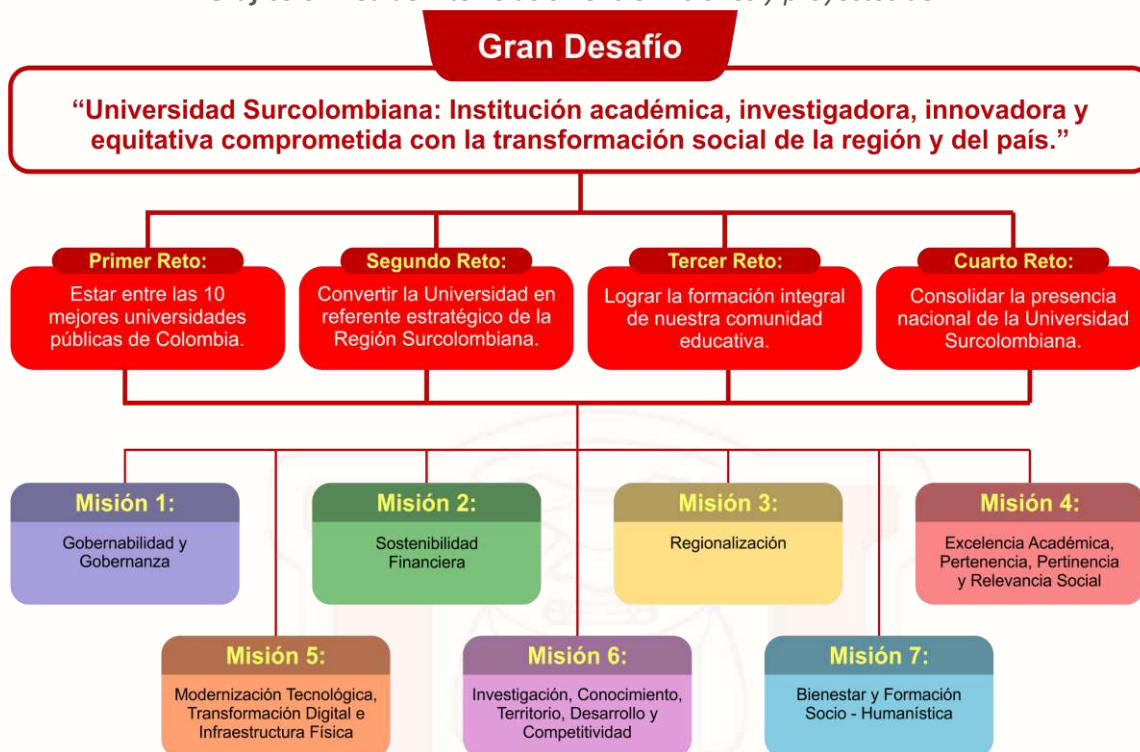 Gran Desafío
“Universidad Surcolombiana: Institución académica, investigadora, innovadora y
equitativa comprometida con la transformación social de la región y del país.”
Primer Reto:
Estar entre las 10
mejores universidades
públicas de Colombia.
Segundo Reto:
Convertir la Universidad en
referente estratégico de la
Región Surcolombiana.
Tercer Reto:
Lograr la formación integral
de nuestra comunidad
educativa.
Cuarto Reto:
Consolidar la presencia
nacional de la Universidad
Surcolombiana.
Misión 1:
Gobernabilidad y
Gobernanza
Misión 2:
Sostenibilidad
Financiera
Misión 3:
Regionalización
Misión 4:
Excelencia Académica,
Pertenencia, Pertinencia
y Relevancia Social
Misión 5:
Modernización Tecnológica,
Transformación Digital e
Infraestructura Física
Misión 6:
Investigación, Conocimiento,
Territorio, Desarrollo y
Competitividad
Misión 7:
Bienestar y Formación
Socio - Humanística